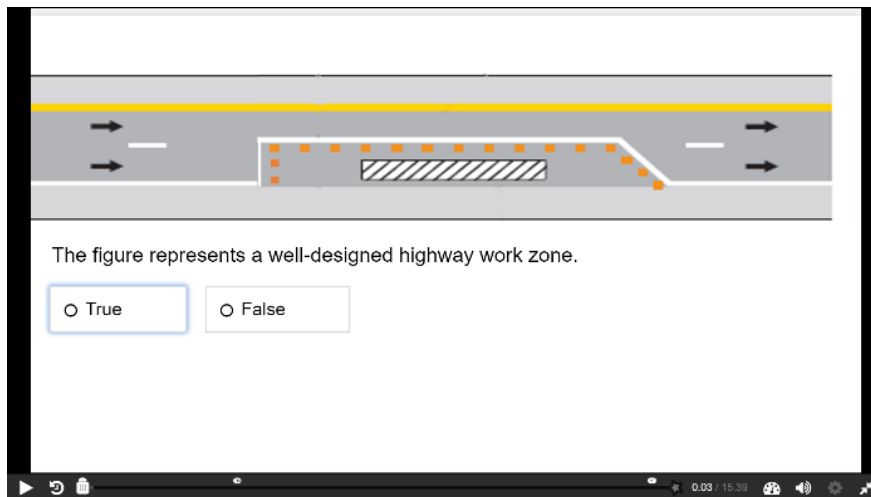 The figure represents a well-designed highway work zone.
True
False
0.03 / 15.39